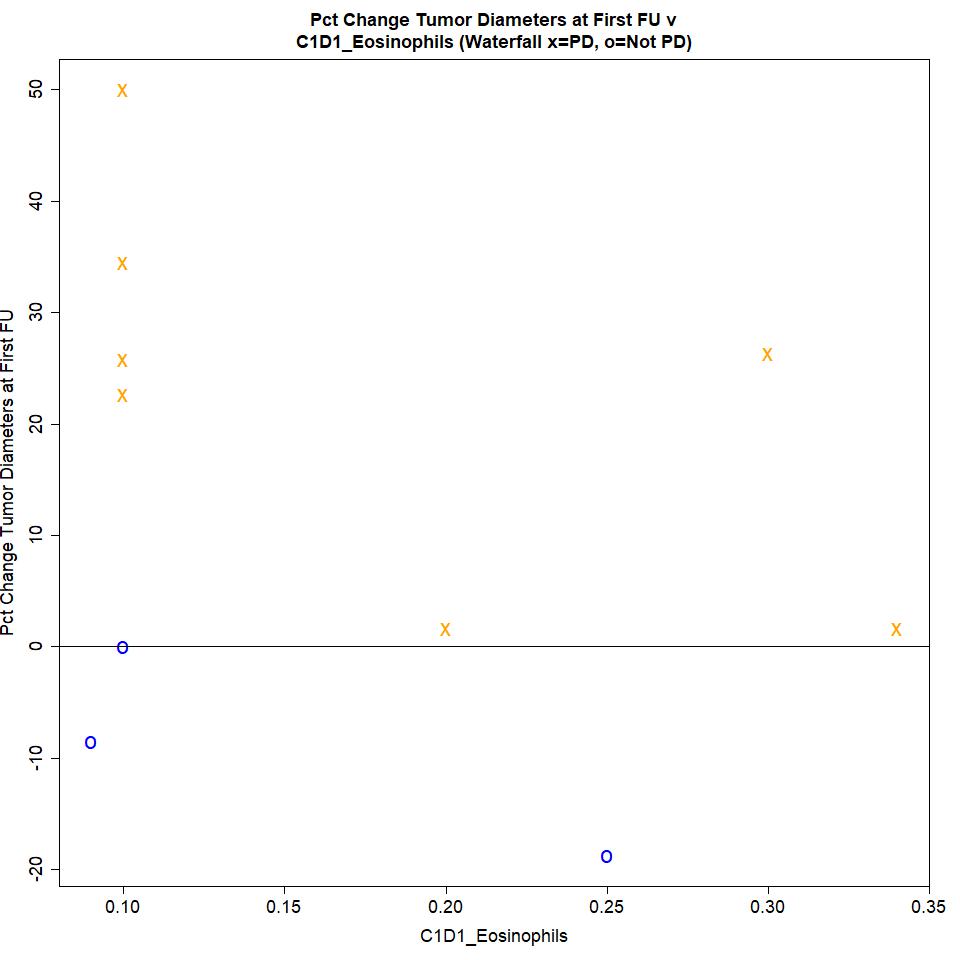 Pct Change Tumor Diameters at First FU v
C1D1_Eosinophils (Waterfall x=PD, o=Not PD)
Pct Change Tumor Diameters at First FU
50
40
30
20
10
0
-10
-20
X
X
X
X
X
X
X
O
O
O
0.10
0.15
0.20
0.25
0.30
0.35
C1D1_Eosinophils